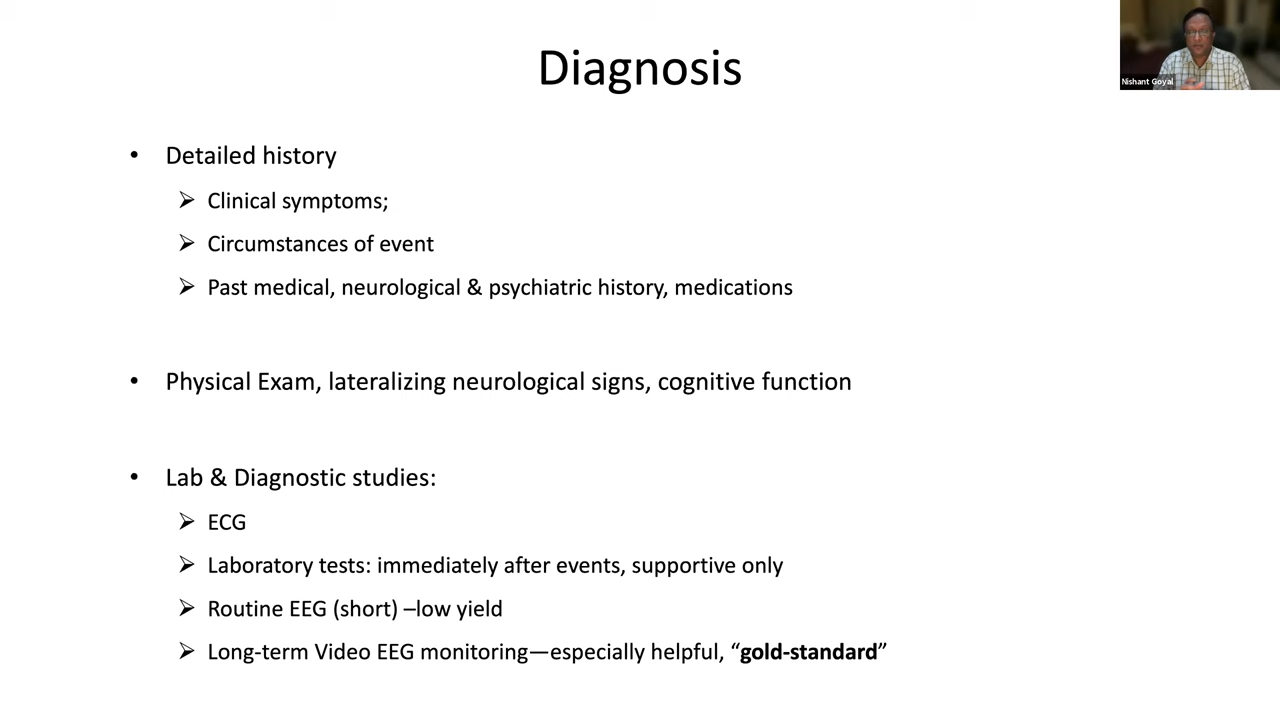 Diagnosis
Nishant Goyal
• Detailed history
➢ Clinical symptoms;
➢ Circumstances of event
➢ Past medical, neurological & psychiatric history, medications
• Physical Exam, lateralizing neurological signs, cognitive function
• Lab & Diagnostic studies:
➢ ECG
➢ Laboratory tests: immediately after events, supportive only
➢ Routine EEG (short) –low yield
➢ Long-term Video EEG monitoring—especially helpful, “gold-standard”